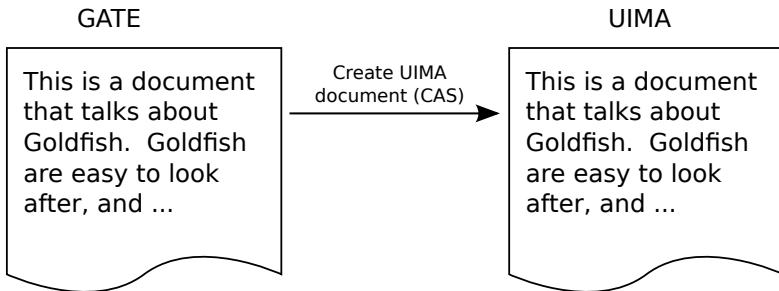 GATE
This is a document
that talks about
Goldfish.  Goldfish
are easy to look
after, and ...
Create UIMA
document (CAS)
UIMA
This is a document
that talks about
Goldfish.  Goldfish
are easy to look
after, and ...